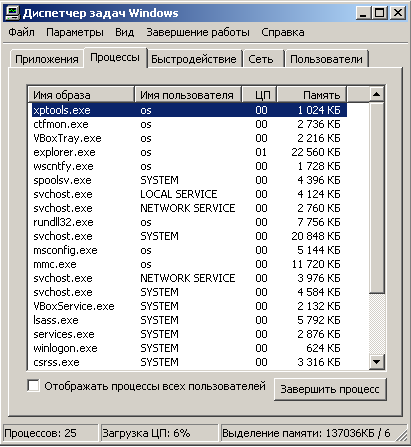 Диспетчер задач Windows
Файл Параметры Вид Завершение работы Справка
Приложения Процессы Быстродействие Сеть Пользователи
Имя образа Имя пользователя ЦП Память
xptools.exe os 00 1 024 КБ
ctfmon.exe os 00 2 736 КБ
VBoxTray.exe os 00 2 216 КБ
explorer.exe os 01 22 560 КБ
wscntfy.exe os 00 1 728 КБ
spoolsv.exe SYSTEM 00 4 396 КБ
svchost.exe LOCAL SERVICE 00 4 124 КБ
svchost.exe NETWORK SERVICE 00 2 760 КБ
rundll32.exe os 00 7 756 КБ
svchost.exe SYSTEM 00 20 848 КБ
msconfig.exe os 00 5 144 КБ
mmc.exe os 00 11 720 КБ
svchost.exe NETWORK SERVICE 00 3 976 КБ
svchost.exe SYSTEM 00 4 584 КБ
VBoxService.exe SYSTEM 00 2 132 КБ
lsass.exe SYSTEM 00 5 792 КБ
services.exe SYSTEM 00 2 876 КБ
winlogon.exe SYSTEM 00 624 КБ
csrss.exe SYSTEM 00 3 316 КБ
Отображать процессы всех пользователей
Завершить процесс
Процессов: 25 Загрузка ЦП: 6% Выделение памяти: 137036КБ / 6